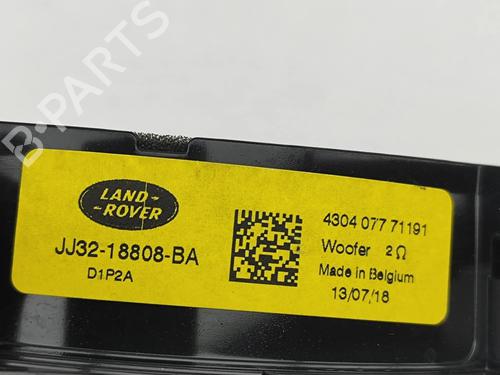 B-PARTS
LAND-
-ROVER
JJ32-18808-BA
D1P2A
4304 077 71191
Woofer 2Ω
Made in Belgium
13/07/18